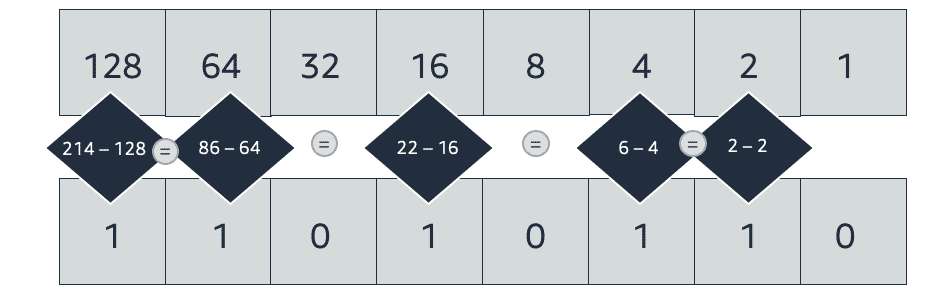 128 64 32 16 8 4 2 1
214 – 128 = 86 – 64 = 22 – 16 = 6 – 4 = 2 – 2
1 1 0 1 0 1 1 0